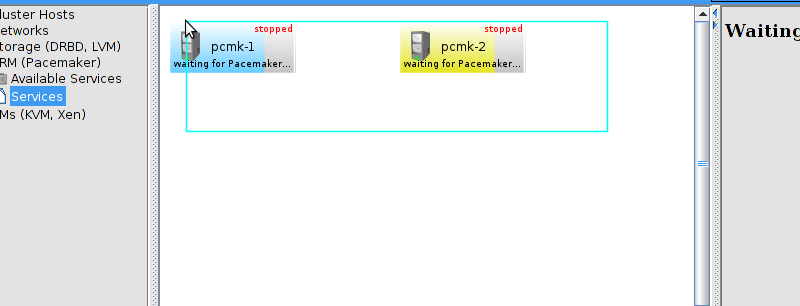 luster Hosts
etworks
torage (DRBD, LVM)
RM (Pacemaker)
Available Services
Services
Ms (KVM, Xen)
stopped
pcmk-1
waiting for Pacemaker...
stopped
pcmk-2
waiting for Pacemaker...
Waiting